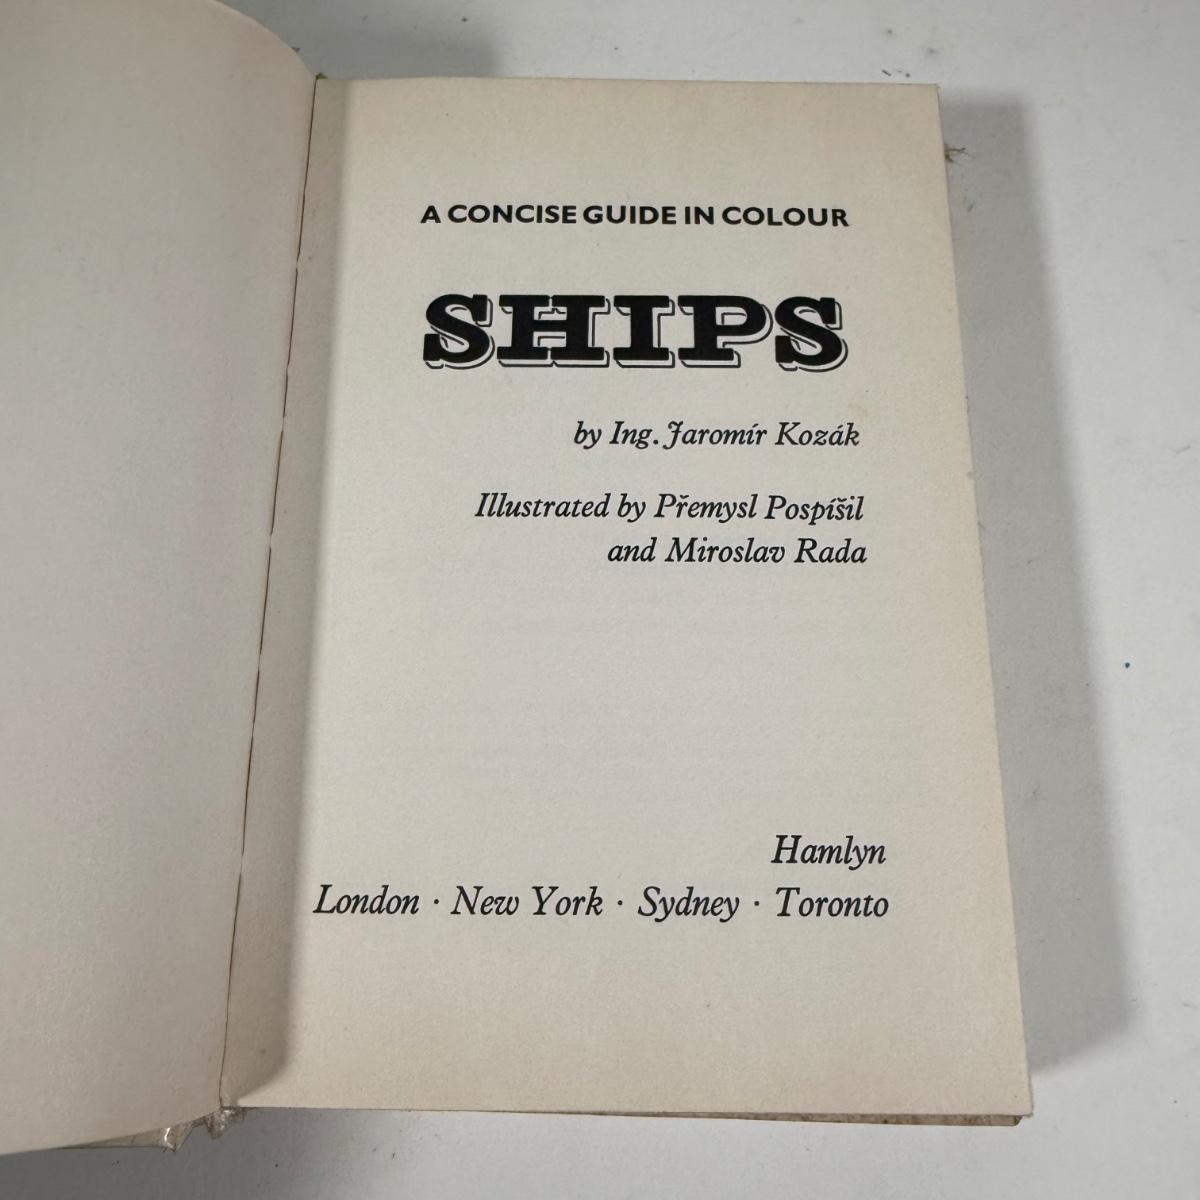 A CONCISE GUIDE IN COLOUR
SHIPS
by Ing. Jaromír Kozák
Illustrated by Přemysl Pospíšil
and Miroslav Rada
Hamlyn
London · New York · Sydney · Toronto